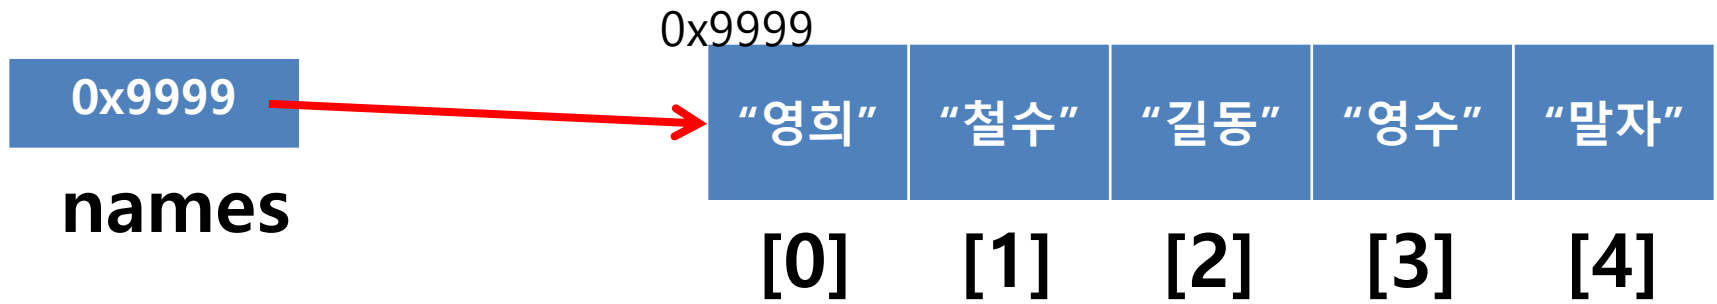 0x9999
0x9999
“영희” “철수” “길동” “영수” “말자”
names
[0] [1] [2] [3] [4]